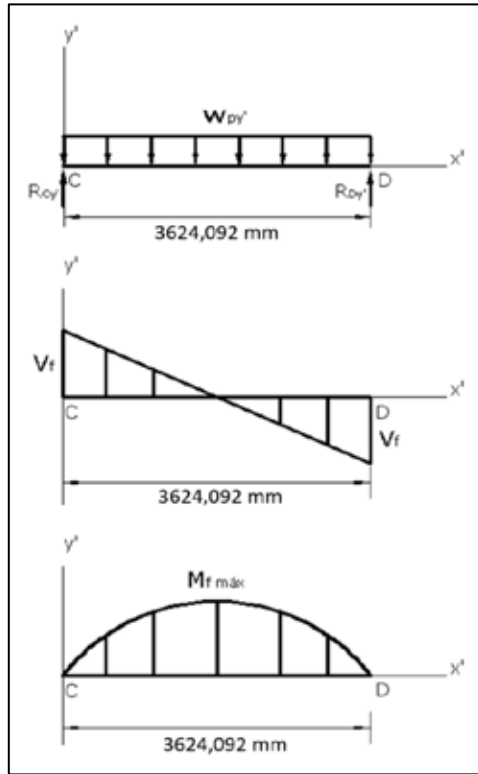 y'
Wpy'
x'
C D
Rcy' RDy'
3624,092 mm
y'
Vf
x'
C D
Vf
3624,092 mm
y'
Mf máx
x'
C D
3624,092 mm